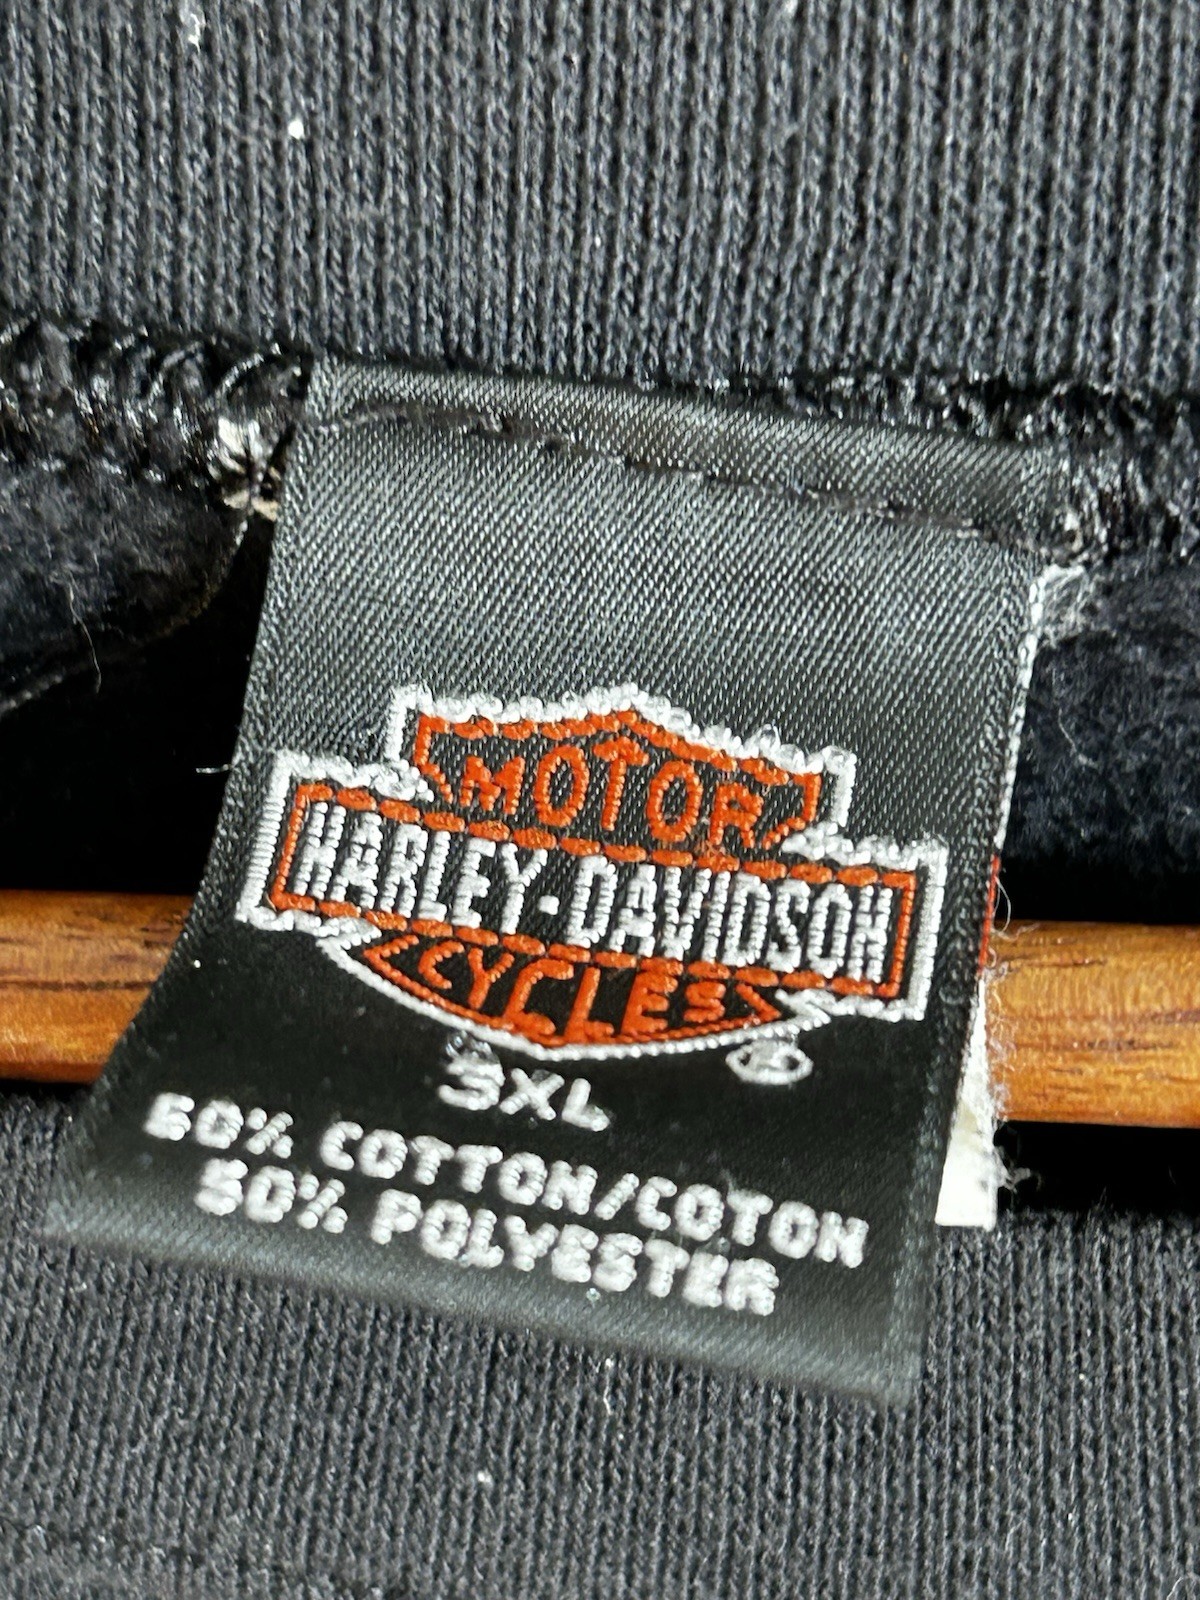 MOTOR
HARLEY-DAVIDSON
CYCLES
®
3XL
50% COTTON/COTON
50% POLYESTER